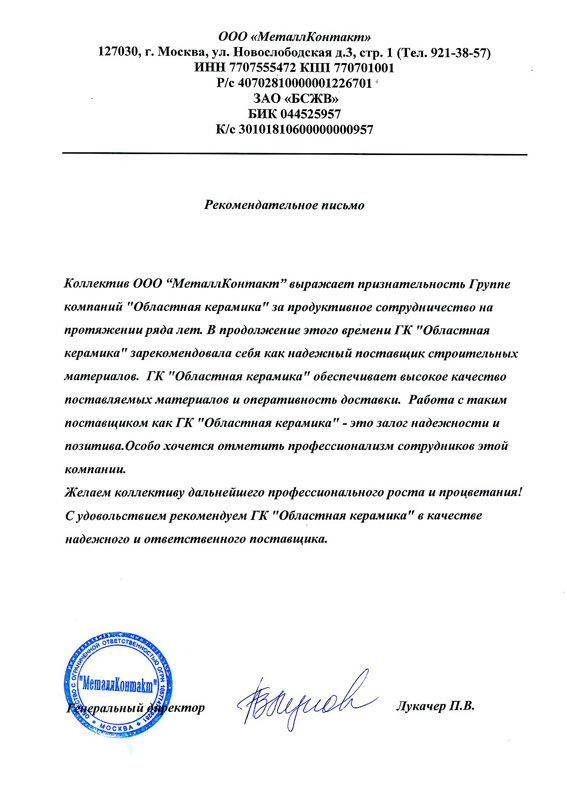 ООО «МеталлКонтакт»
127030, г. Москва, ул. Новослободская д.3, стр. 1 (Тел. 921-38-57)
ИНН 7707555472 КПП 770701001
Р/с 40702810000001226701
ЗАО «БСЖВ»
БИК 044525957
К/с 30101810600000000957
Рекомендательное письмо
Коллектив ООО “МеталлКонтакт” выражает признательность Группе
компаний "Областная керамика" за продуктивное сотрудничество на
протяжении ряда лет. В продолжение этого времени ГК "Областная
керамика" зарекомендовала себя как надежный поставщик строительных
материалов. ГК "Областная керамика" обеспечивает высокое качество
поставляемых материалов и оперативность доставки. Работа с таким
поставщиком как ГК "Областная керамика" - это залог надежности и
позитива.Особо хочется отметить профессионализм сотрудников этой
компании.
Желаем коллективу дальнейшего профессионального роста и процветания!
С удовольствием рекомендуем ГК "Областная керамика" в качестве
надежного и ответственного поставщика.
ОБЩЕСТВО С ОГРАНИЧЕННОЙ ОТВЕТСТВЕННОСТЬЮ ОГРН
"МеталлКонтакт"
* МОСКВА *
Генеральный директор
Лукачер П.В.